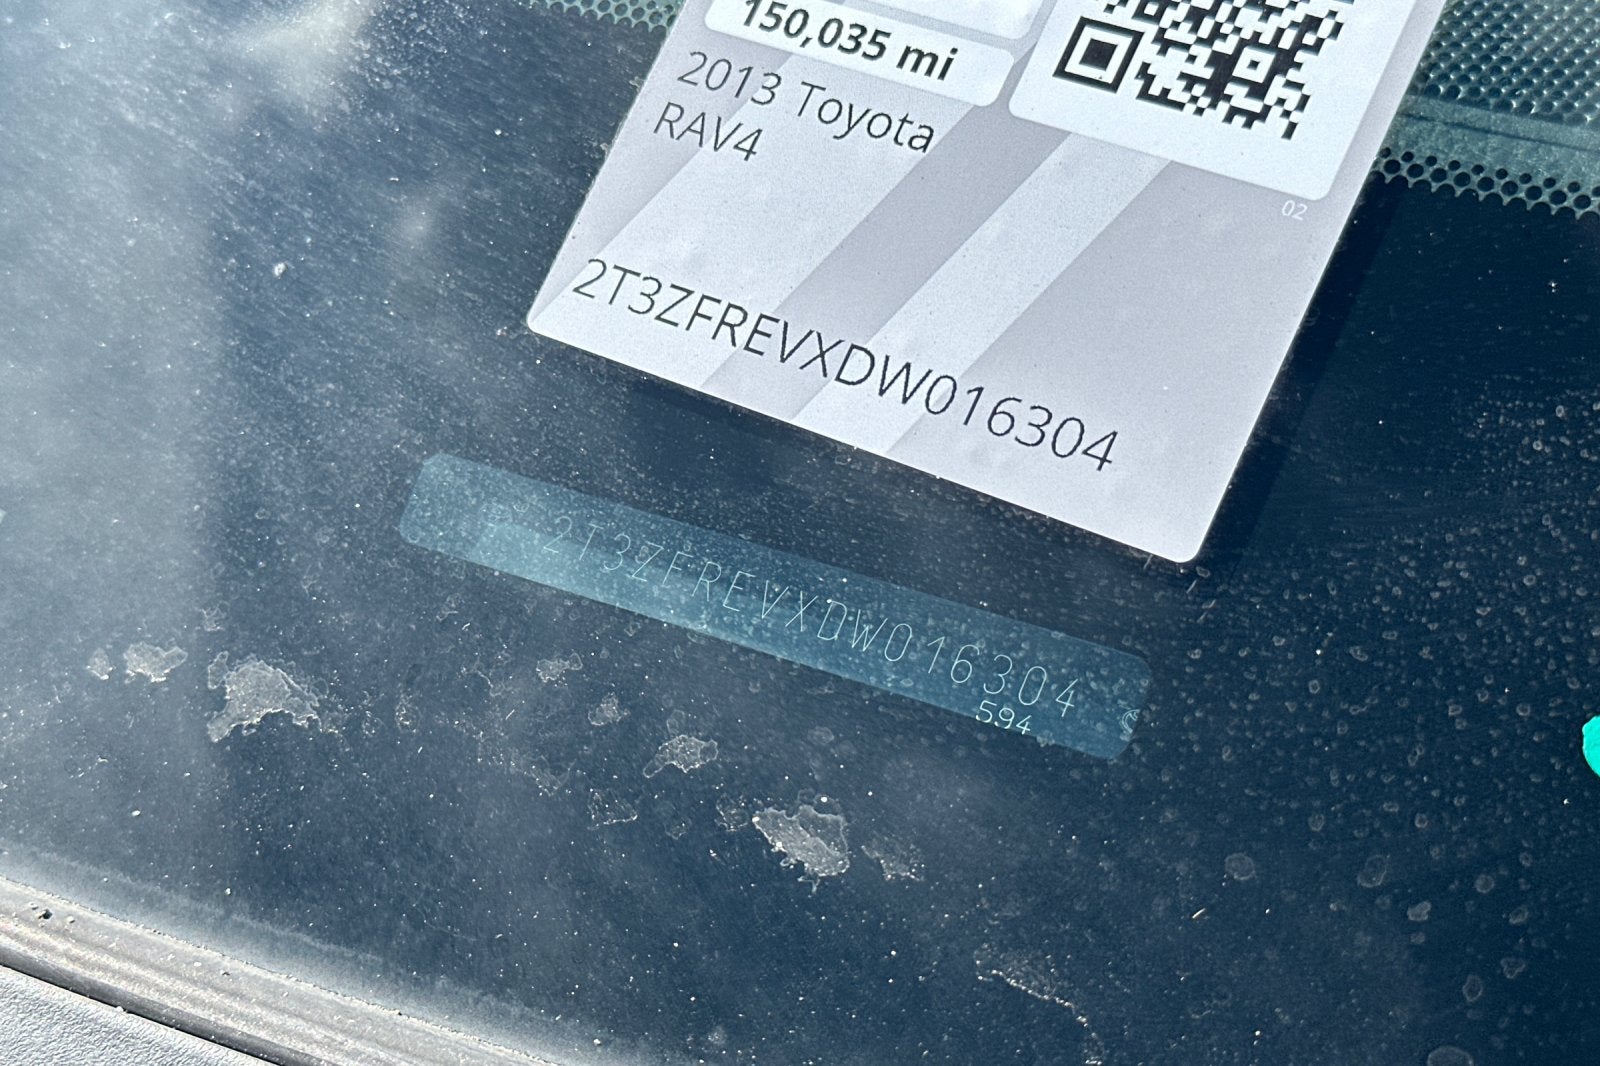 150,035 mi
2013 Toyota
RAV4
02
2T3ZFREVXDW016304
2T3ZFREVXDW016304
594